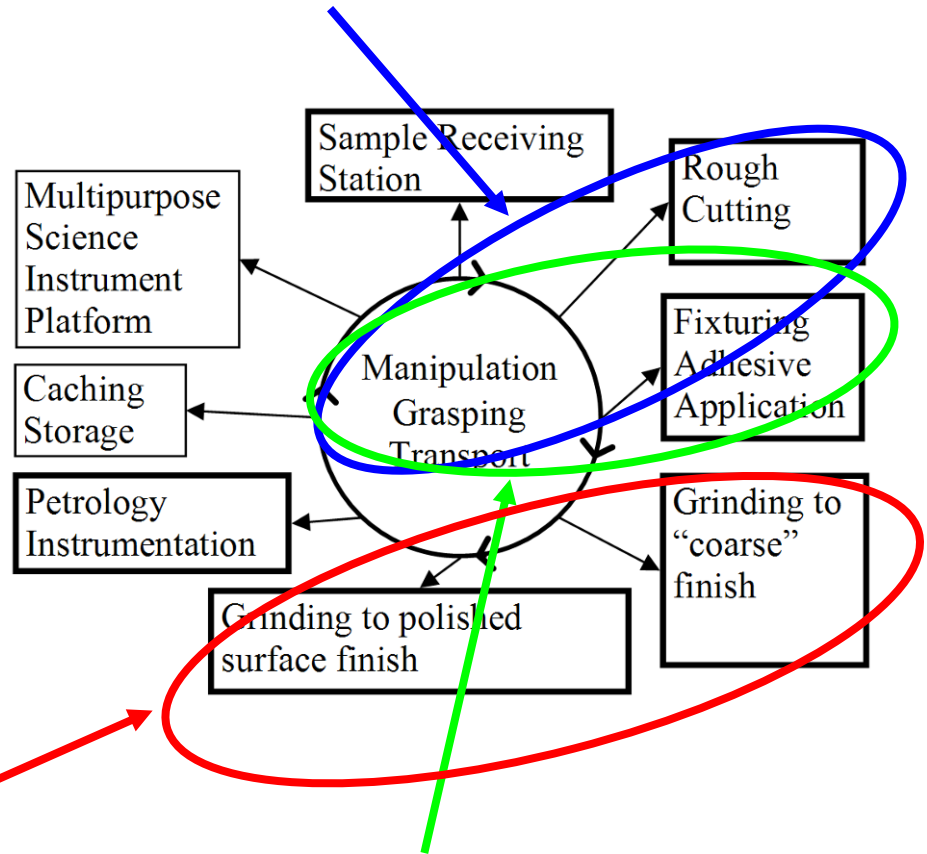 Sample Receiving
Station
Rough
Cutting
Multipurpose
Science
Instrument
Platform
Fixturing
Adhesive
Application
Manipulation
Grasping
Transport
Caching
Storage
Petrology
Instrumentation
Grinding to
“coarse”
finish
Grinding to polished
surface finish